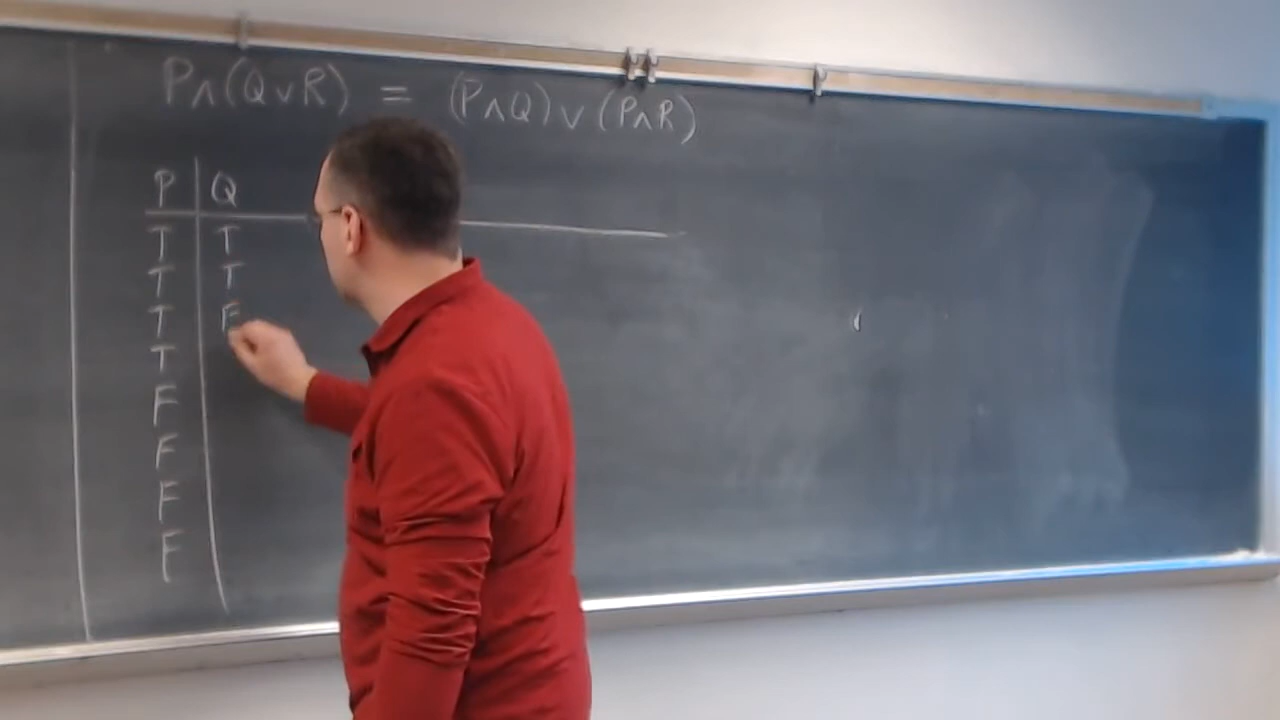 P∧(Q∨R) = (P∧Q)∨(P∧R)
P Q
T T
T T
T F
T
F
F
F
F